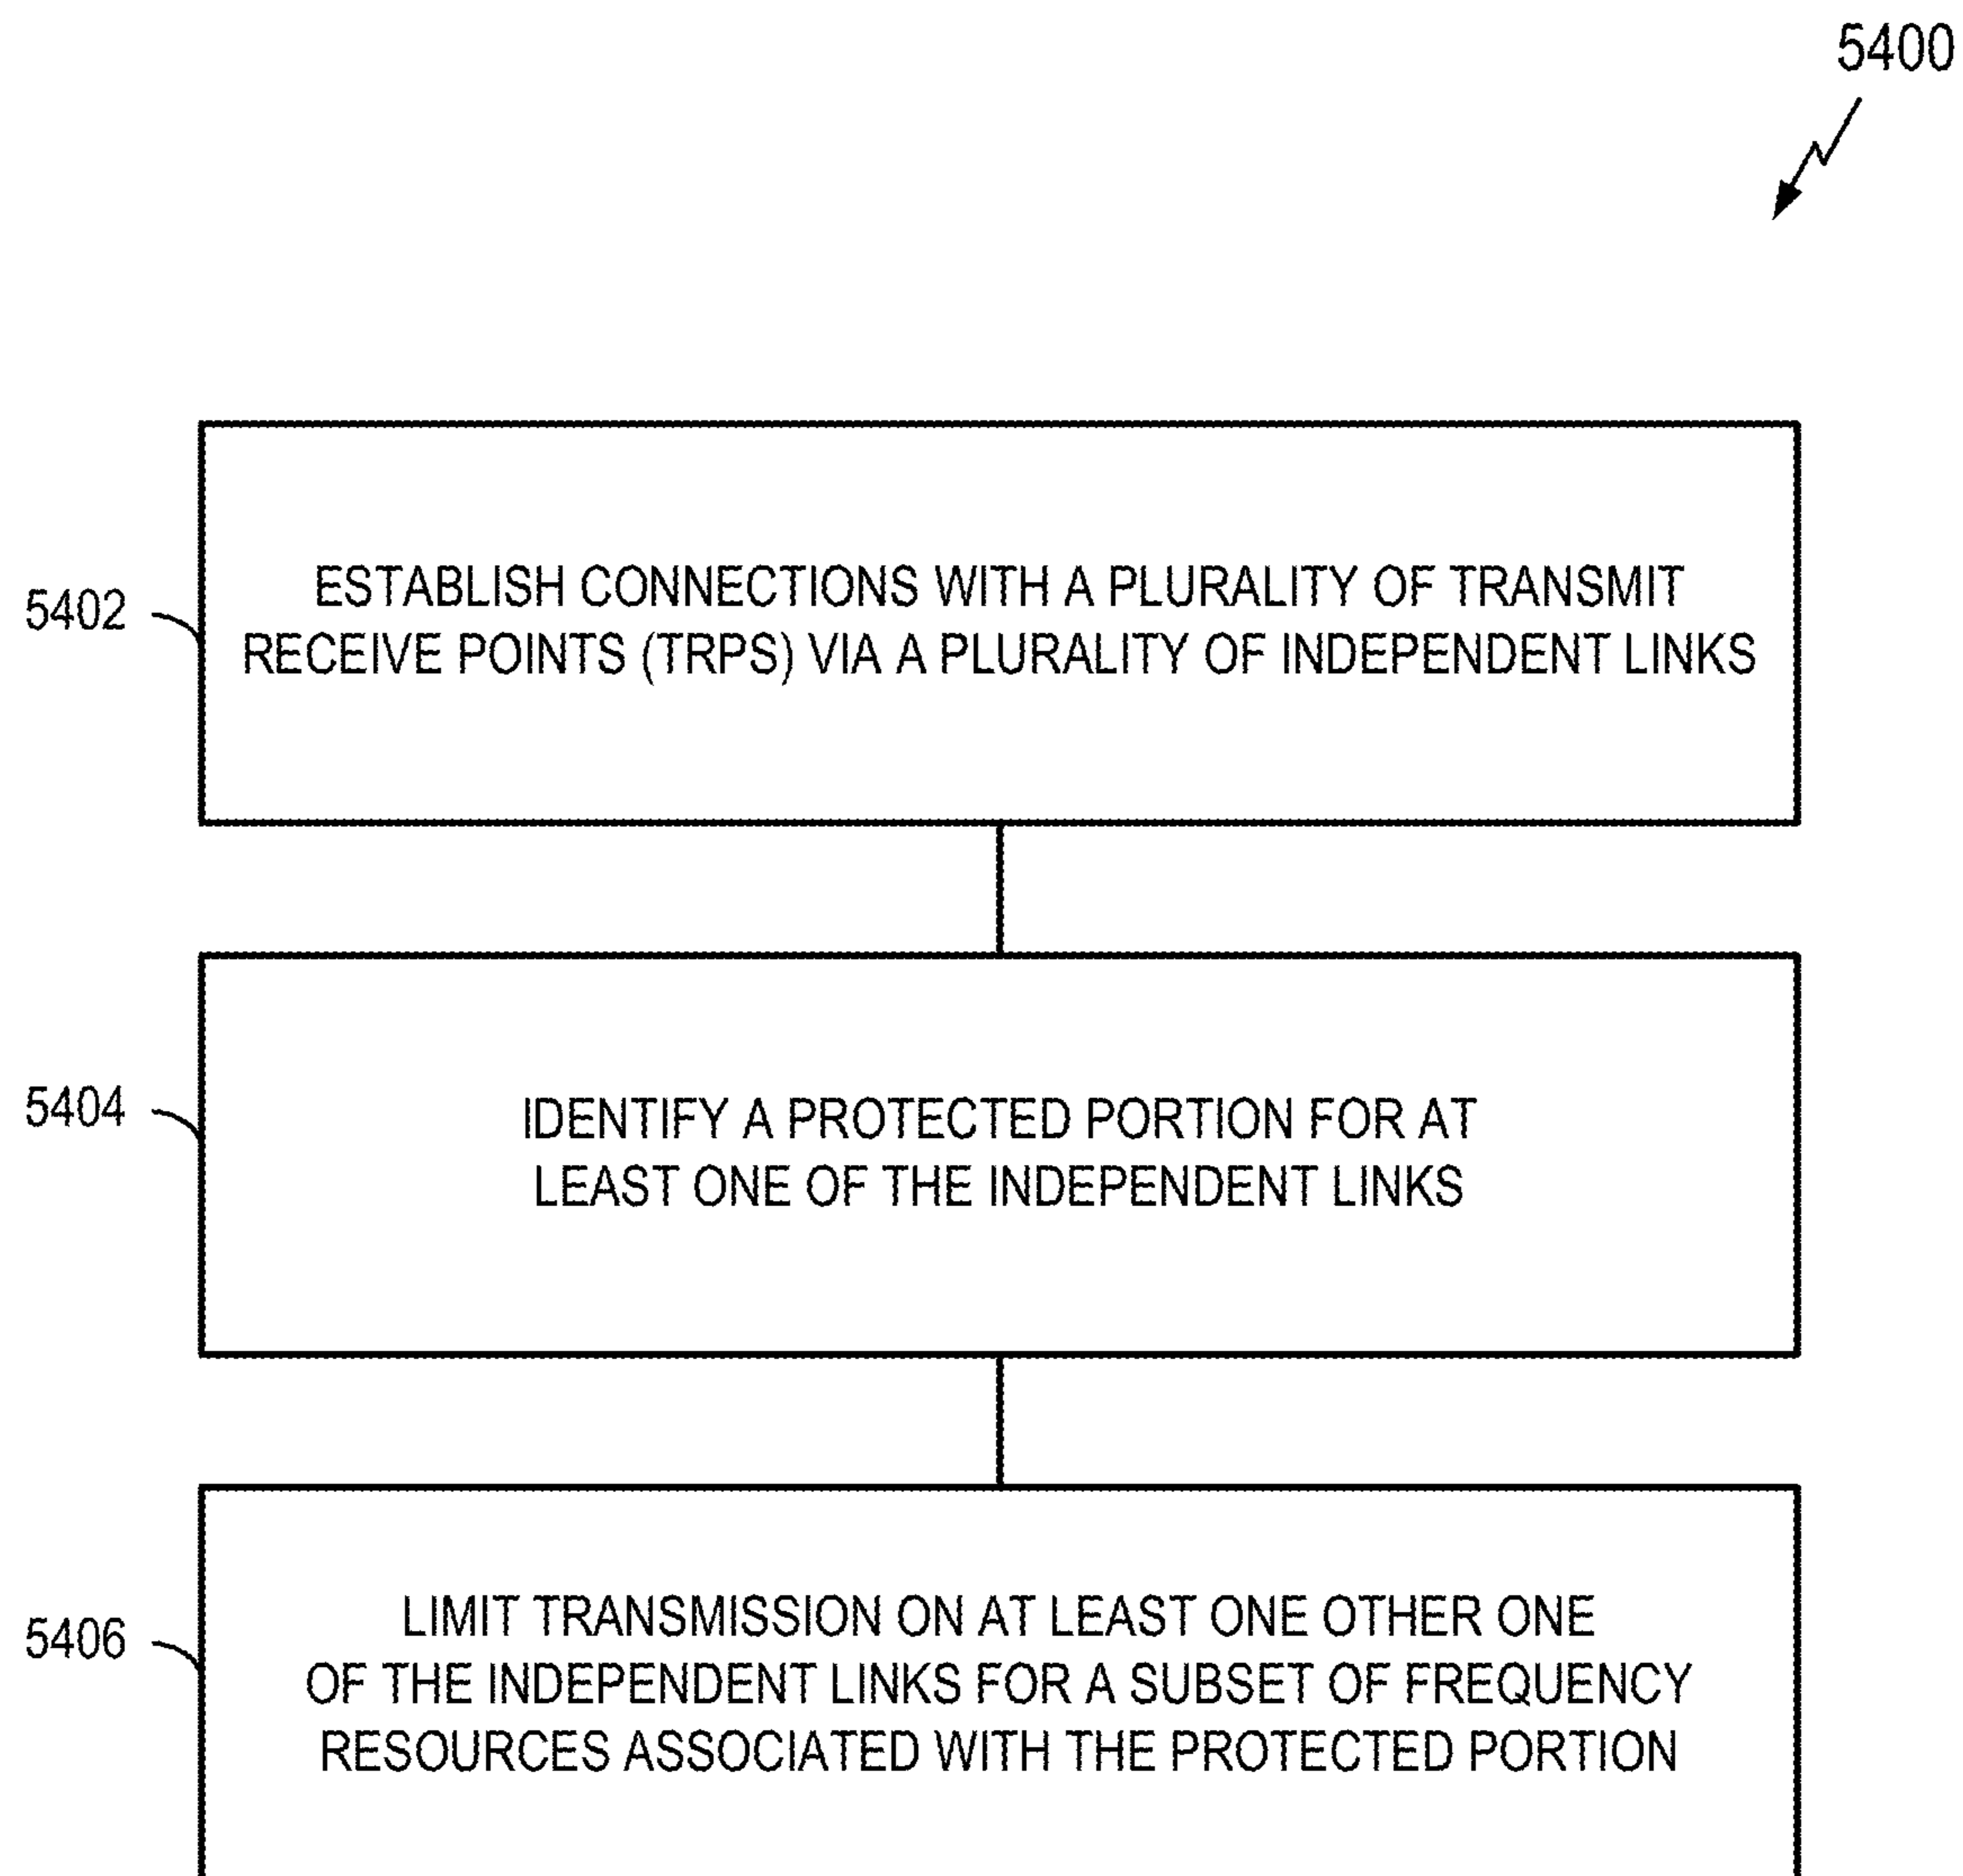 5400
5402
ESTABLISH CONNECTIONS WITH A PLURALITY OF TRANSMIT
RECEIVE POINTS (TRPS) VIA A PLURALITY OF INDEPENDENT LINKS
5404
IDENTIFY A PROTECTED PORTION FOR AT
LEAST ONE OF THE INDEPENDENT LINKS
5406
LIMIT TRANSMISSION ON AT LEAST ONE OTHER ONE
OF THE INDEPENDENT LINKS FOR A SUBSET OF FREQUENCY
RESOURCES ASSOCIATED WITH THE PROTECTED PORTION